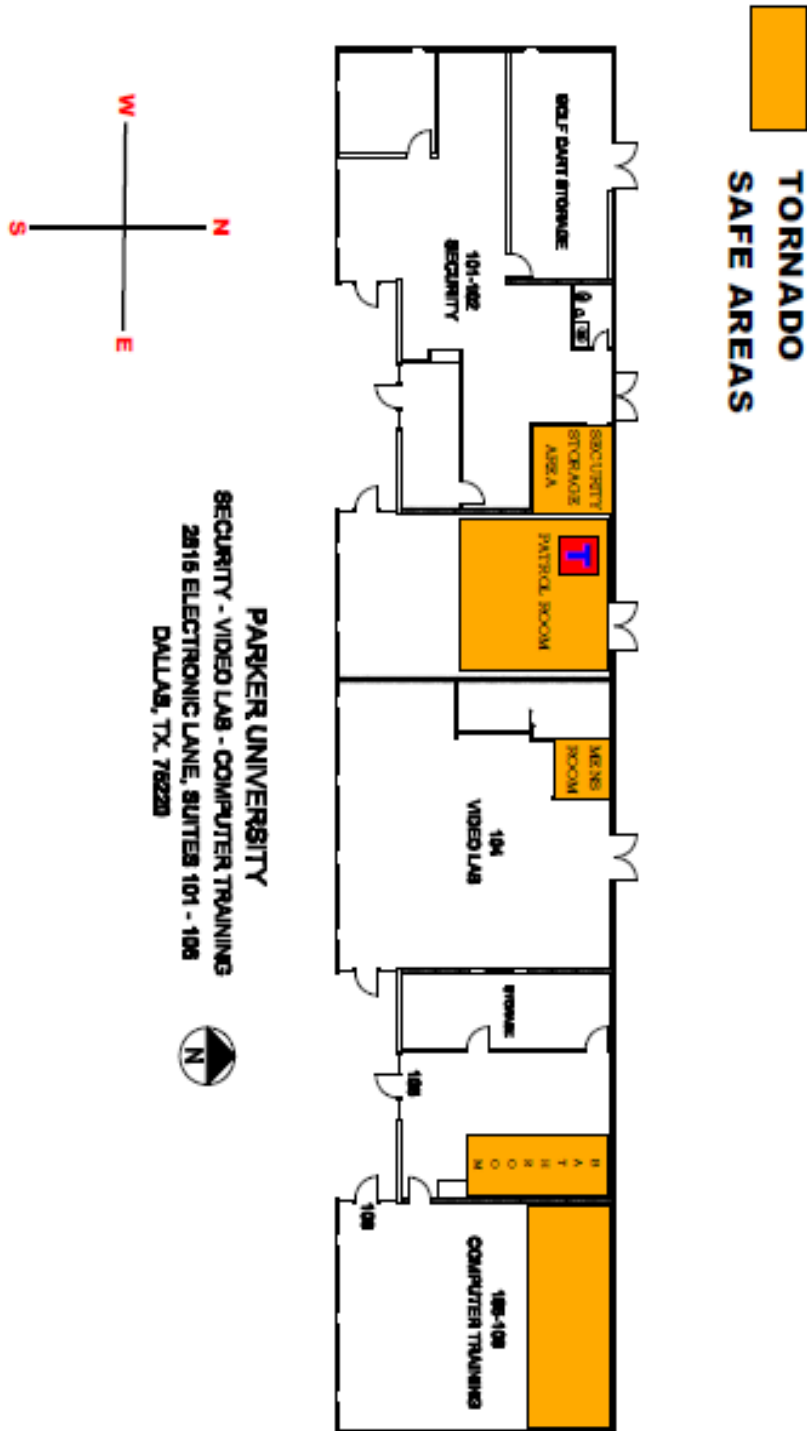 TORNADO
SAFE AREAS
GOLF CART STORAGE
101-102
SECURITY
SECURITY
STORAGE
AREA
T
PATROL ROOM
MENS
ROOM
104
VIDEO LAB
STORAGE
BATHROOM
COMPUTER TRAINING
W
N
S
E
PARKER UNIVERSITY
SECURITY - VIDEO LAB - COMPUTER TRAINING
2815 ELECTRONIC LANE, SUITES 101 - 106
DALLAS, TX. 75220
N